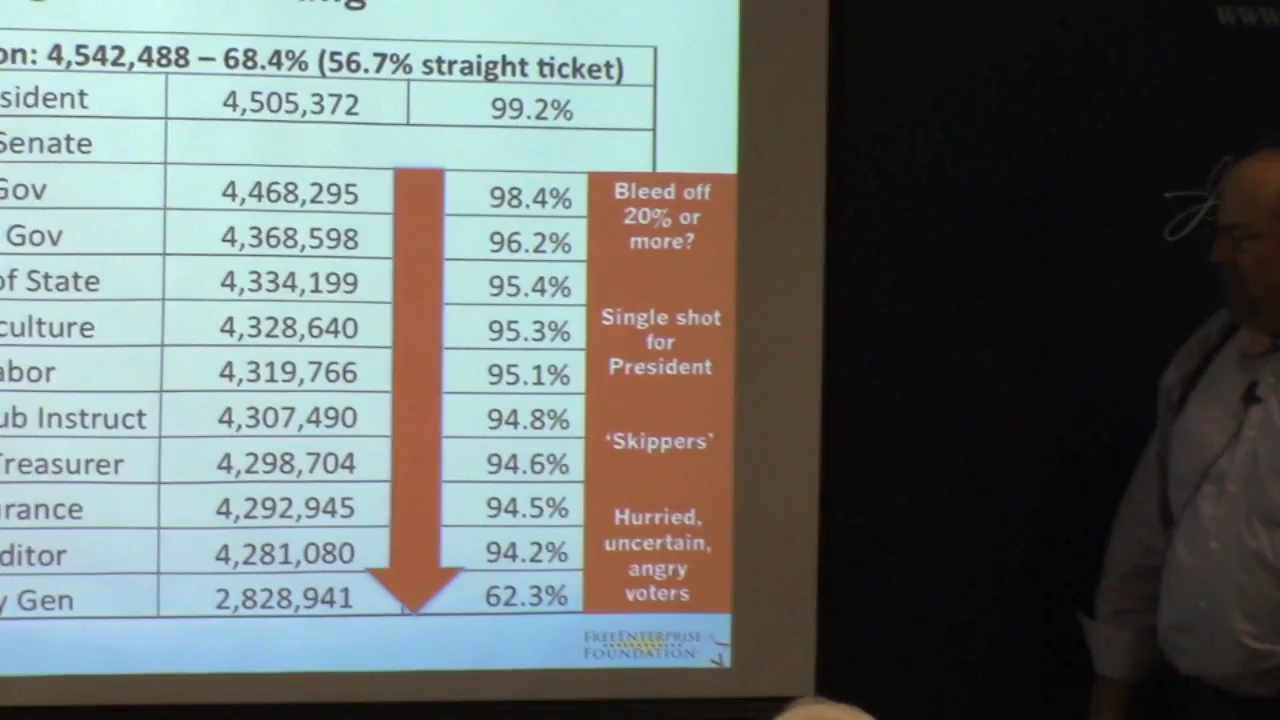 on: 4,542,488 – 68.4% (56.7% straight ticket)
sident 4,505,372 99.2%
Senate
Gov 4,468,295 98.4%
Gov 4,368,598 96.2%
of State 4,334,199 95.4%
culture 4,328,640 95.3%
abor 4,319,766 95.1%
ub Instruct 4,307,490 94.8%
Treasurer 4,298,704 94.6%
urance 4,292,945 94.5%
ditor 4,281,080 94.2%
y Gen 2,828,941 62.3%
Bleed off
20% or
more?
Single shot
for
President
‘Skippers’
Hurried,
uncertain,
angry
voters
FREEENTERPRISE
FOUNDATION